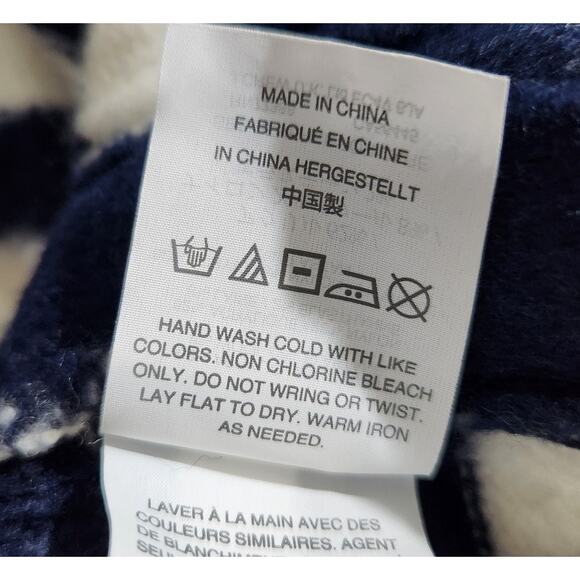 MADE IN CHINA
FABRIQUÉ EN CHINE
IN CHINA HERGESTELLT
中国製
HAND WASH COLD WITH LIKE
COLORS. NON CHLORINE BLEACH
ONLY. DO NOT WRING OR TWIST.
LAY FLAT TO DRY. WARM IRON
AS NEEDED.
LAVER À LA MAIN AVEC DES
COULEURS SIMILAIRES. AGENT
DE BLANCHIMENT